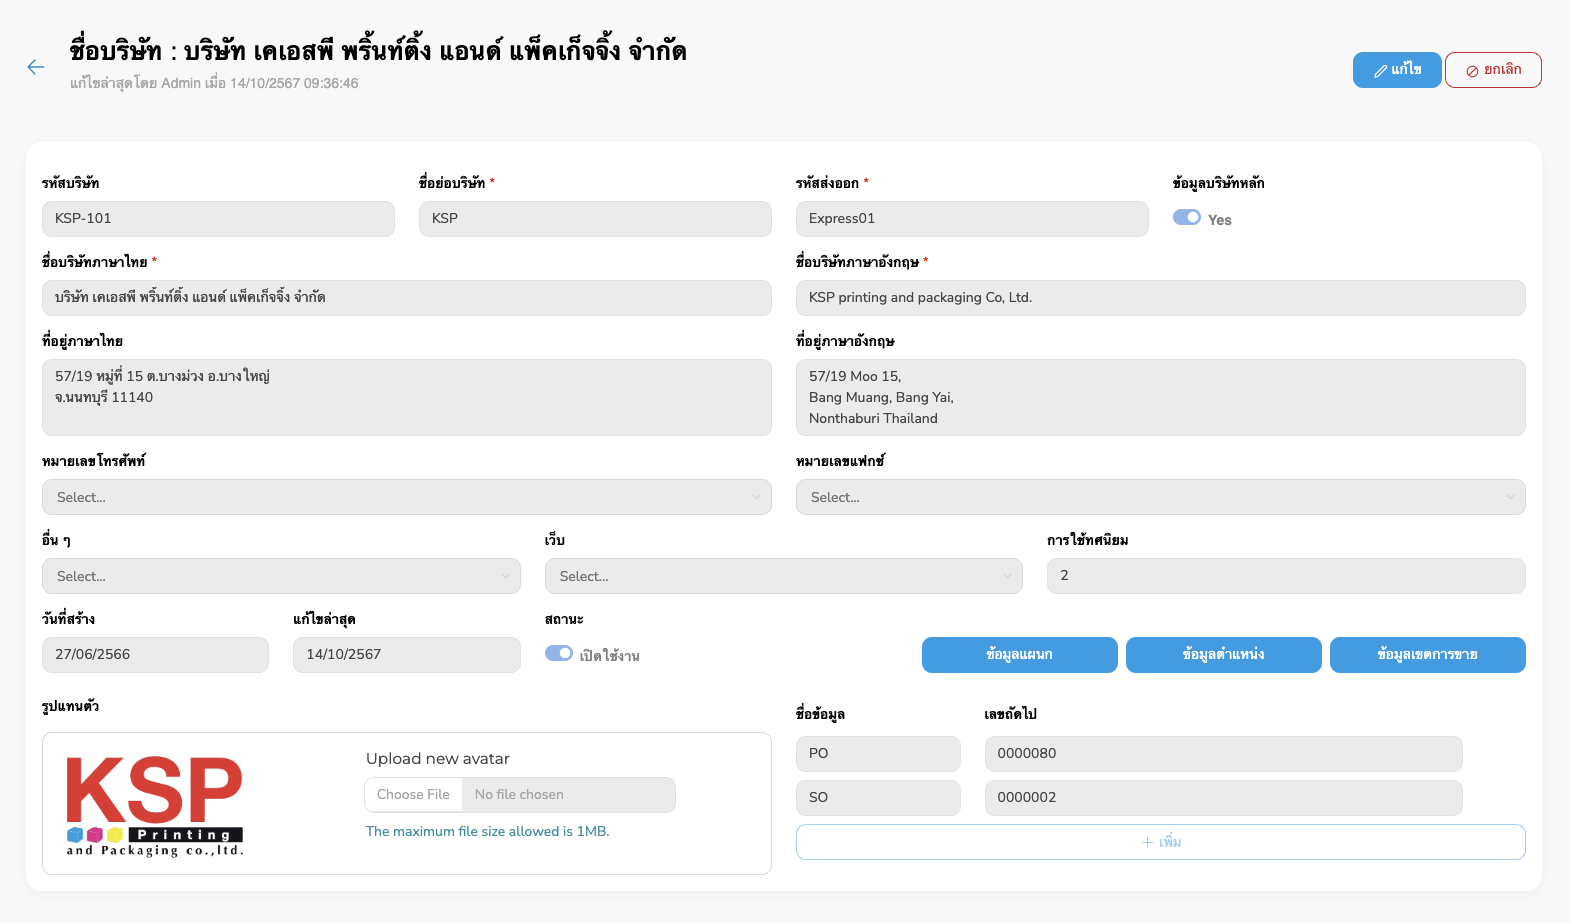 ชื่อบริษัท : บริษัท เคเอสพี พริ้นท์ติ้ง แอนด์ แพ็คเก็จจิ้ง จำกัด
แก้ไขล่าสุดโดย Admin เมื่อ 14/10/2567 09:36:46
แก้ไข ยกเลิก
รหัสบริษัท ชื่อย่อบริษัท * รหัสส่งออก * ข้อมูลบริษัทหลัก
KSP-101 KSP Express01 Yes
ชื่อบริษัทภาษาไทย * ชื่อบริษัทภาษาอังกฤษ *
บริษัท เคเอสพี พริ้นท์ติ้ง แอนด์ แพ็คเก็จจิ้ง จำกัด KSP printing and packaging Co, Ltd.
ที่อยู่ภาษาไทย ที่อยู่ภาษาอังกฤษ
57/19 หมู่ที่ 15 ต.บางม่วง อ.บางใหญ่
จ.นนทบุรี 11140
57/19 Moo 15,
Bang Muang, Bang Yai,
Nonthaburi Thailand
หมายเลขโทรศัพท์ หมายเลขแฟกซ์
Select... Select...
อื่น ๆ เว็บ การใช้ทศนิยม
Select... Select... 2
วันที่สร้าง แก้ไขล่าสุด สถานะ
27/06/2566 14/10/2567 เปิดใช้งาน ข้อมูลแผนก ข้อมูลตำแหน่ง ข้อมูลเขตการขาย
รูปแทนตัว
KSP
Printing
and Packaging co.,ltd.
Upload new avatar
Choose File No file chosen
The maximum file size allowed is 1MB.
ชื่อข้อมูล เลขถัดไป
PO 0000080
SO 0000002
+ เพิ่ม